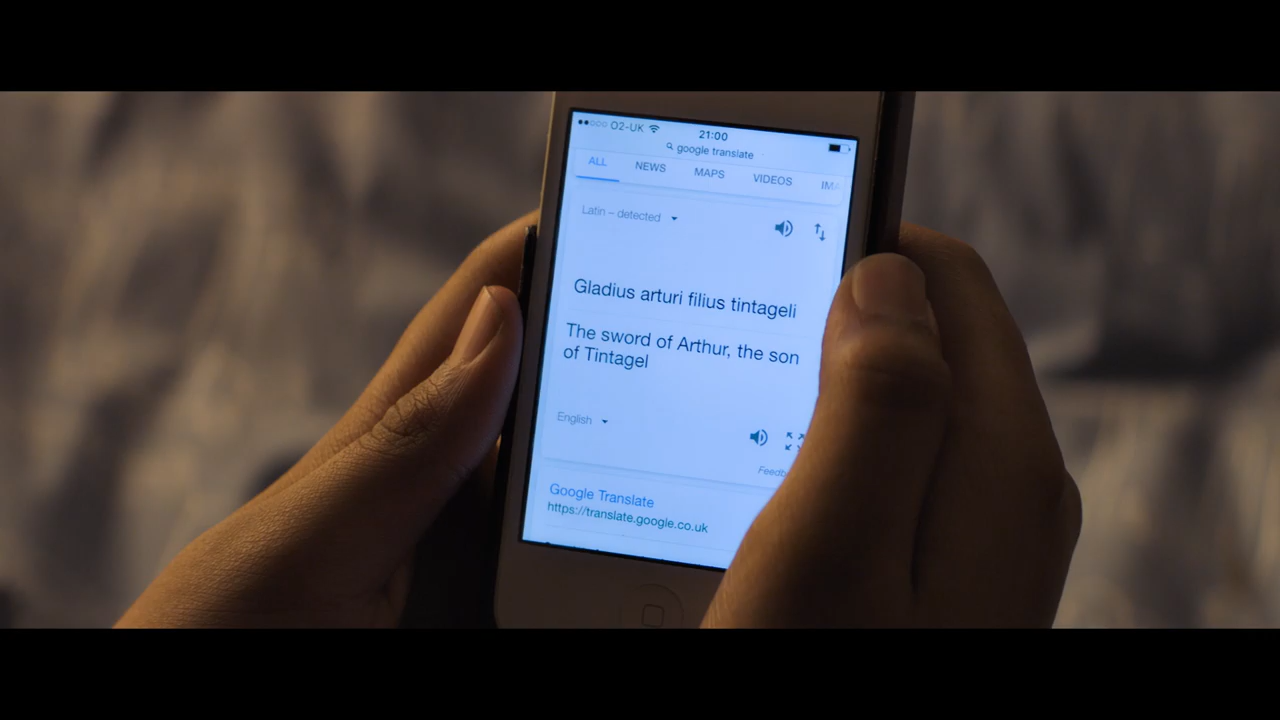 O2-UK 21:00
google translate
ALL NEWS MAPS VIDEOS
Latin – detected
Gladius arturi filius tintageli
The sword of Arthur, the son
of Tintagel
English
Google Translate
https://translate.google.co.uk